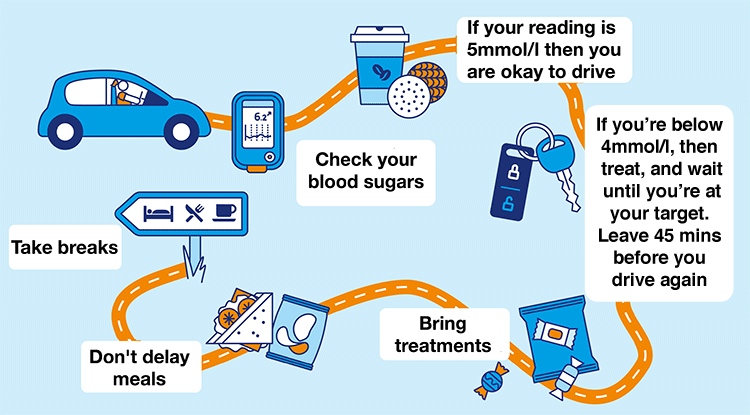 If your reading is
5mmol/l then you
are okay to drive
6.2
Check your
blood sugars
If you're below
4mmol/l, then
treat, and wait
until you're at
your target.
Leave 45 mins
before you
drive again
Take breaks
Bring
treatments
Don't delay
meals